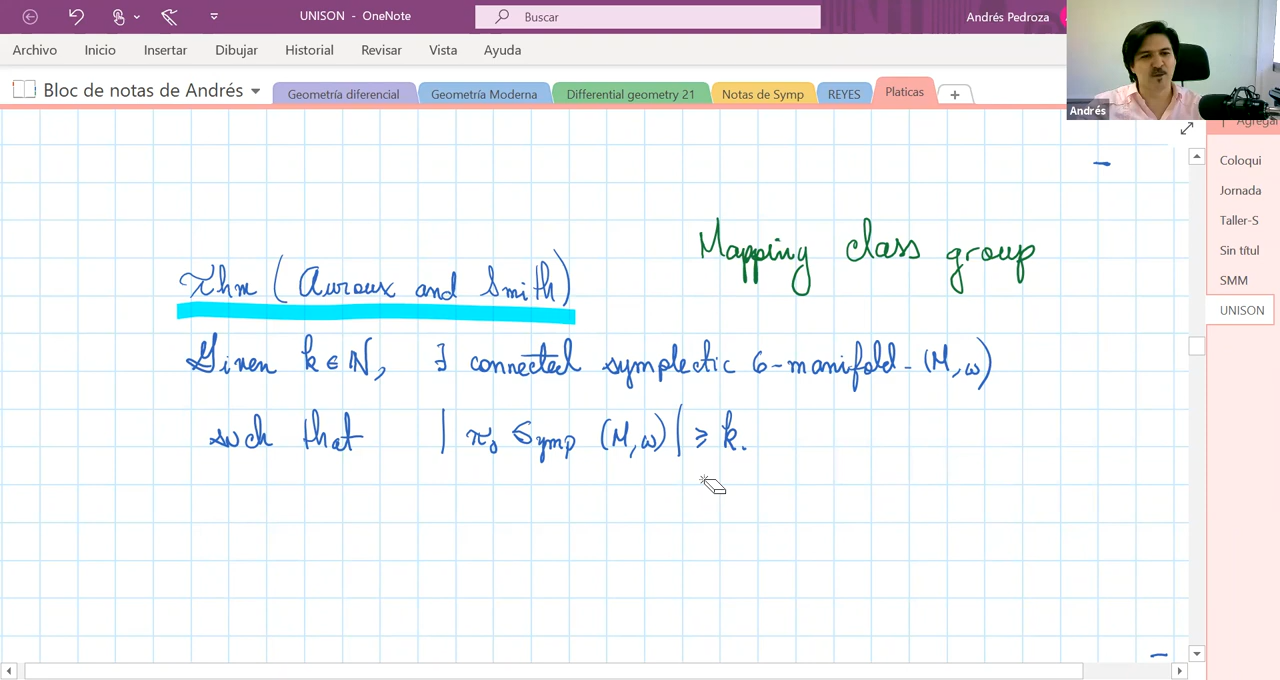 UNISON - OneNote
Buscar
Andrés Pedroza
Archivo Inicio Insertar Dibujar Historial Revisar Vista Ayuda
Bloc de notas de Andrés
Geometría diferencial Geometría Moderna Differential geometry 21 Notas de Symp REYES Platicas
Andrés
Agregar
Coloqui
Jornada
Taller-S
Sin títul
SMM
UNISON
Mapping class group
Thm (Auroux and Smith)
Given k ∈ N, ∃ connected symplectic 6-manifold (M, ω)
such that | π₀ Symp (M, ω) | ≥ k.